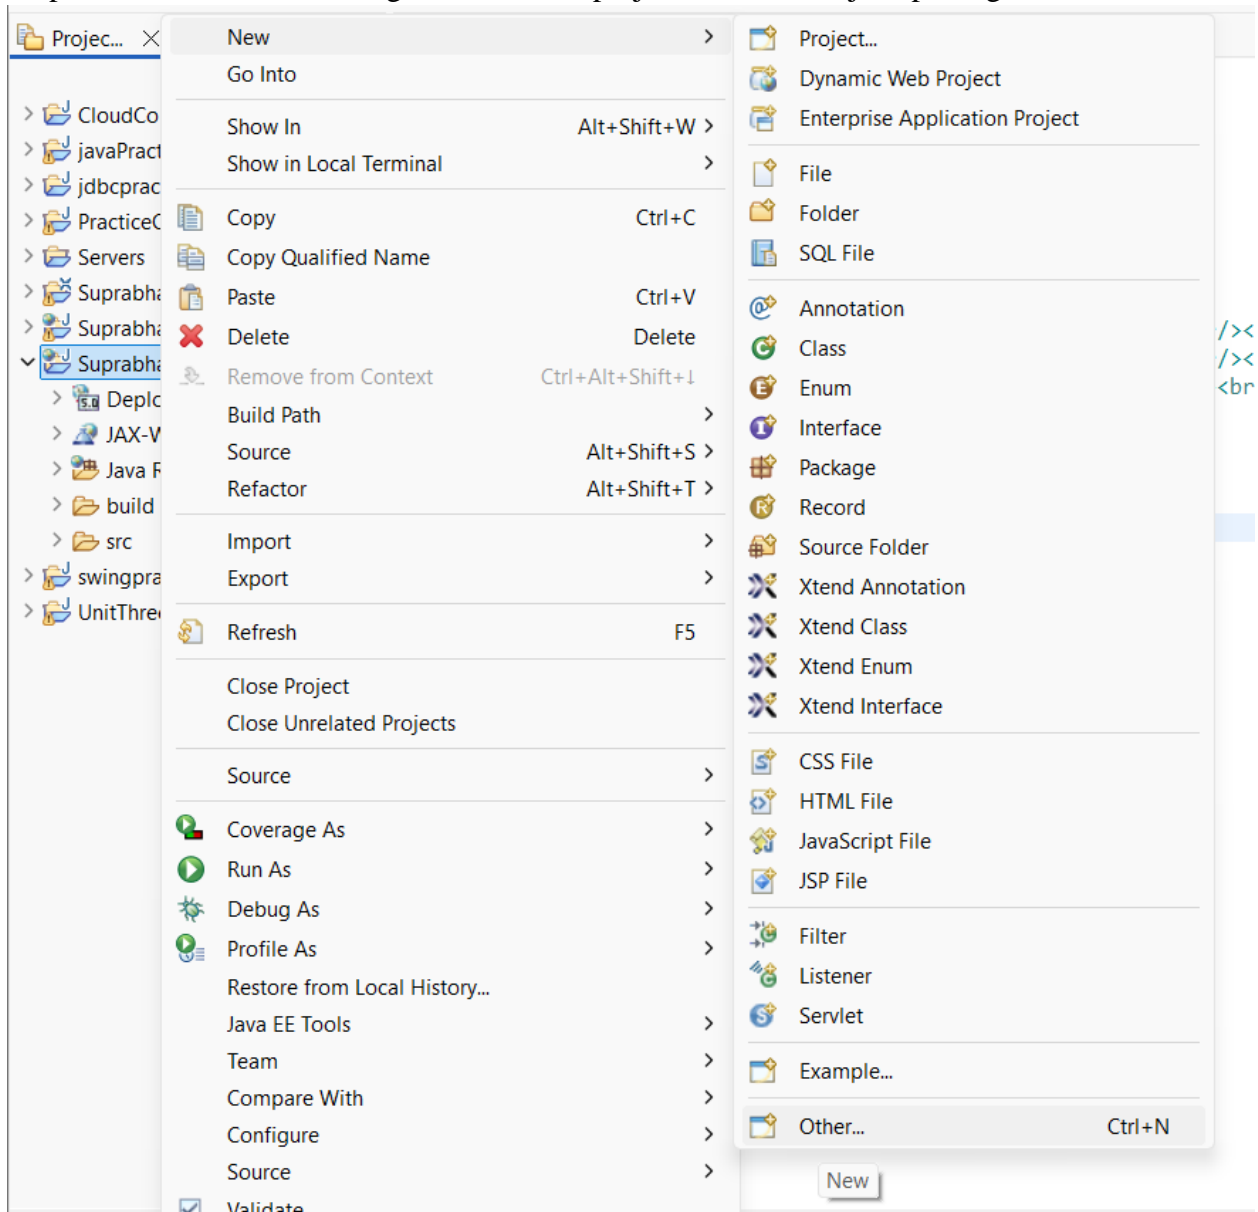 Projec...
CloudCo
javaPract
jdbcprac
PracticeC
Servers
Suprabha
Suprabha
Suprabha
Deplo
JAX-W
Java R
build
src
swingpra
UnitThree
New
Go Into
Show In Alt+Shift+W
Show in Local Terminal
Copy Ctrl+C
Copy Qualified Name
Paste Ctrl+V
Delete Delete
Remove from Context Ctrl+Alt+Shift+↓
Build Path
Source Alt+Shift+S
Refactor Alt+Shift+T
Import
Export
Refresh F5
Close Project
Close Unrelated Projects
Source
Coverage As
Run As
Debug As
Profile As
Restore from Local History...
Java EE Tools
Team
Compare With
Configure
Source
Validate
Project...
Dynamic Web Project
Enterprise Application Project
File
Folder
SQL File
Annotation
Class
Enum
Interface
Package
Record
Source Folder
Xtend Annotation
Xtend Class
Xtend Enum
Xtend Interface
CSS File
HTML File
JavaScript File
JSP File
Filter
Listener
Servlet
Example...
Other... Ctrl+N
New
/><
/><
<br